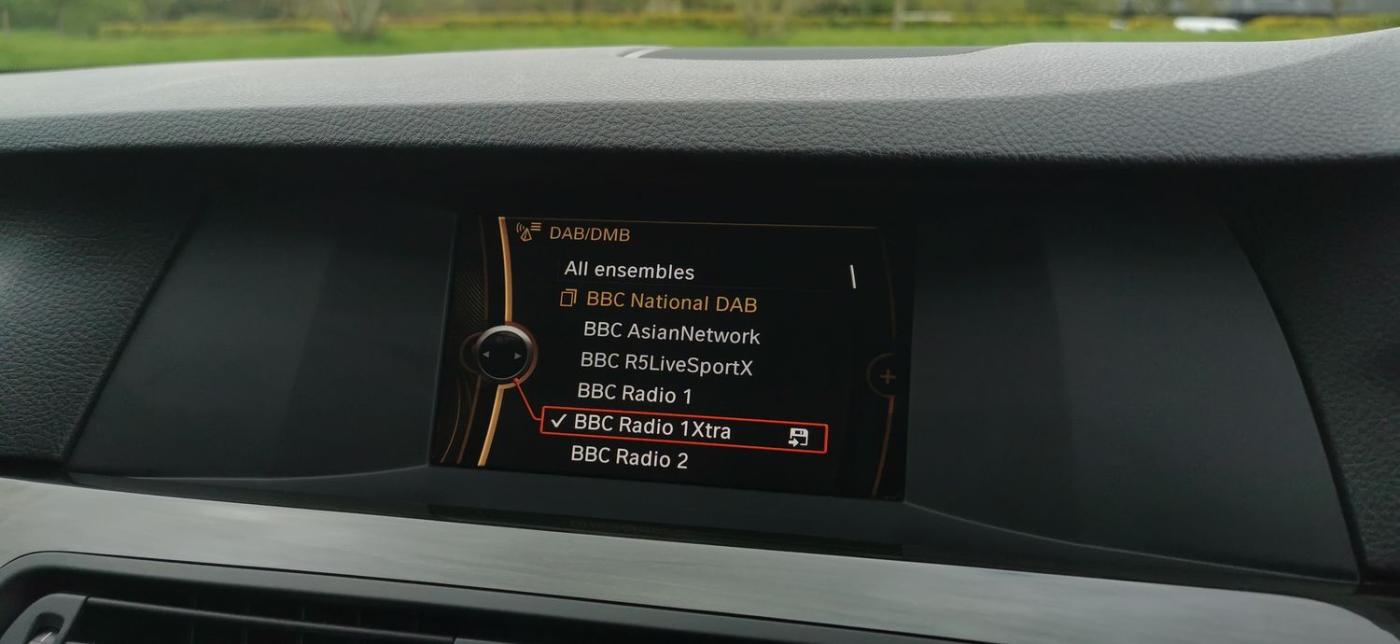 DAB/DMB
All ensembles
BBC National DAB
BBC AsianNetwork
BBC R5LiveSportX
BBC Radio 1
BBC Radio 1Xtra
BBC Radio 2